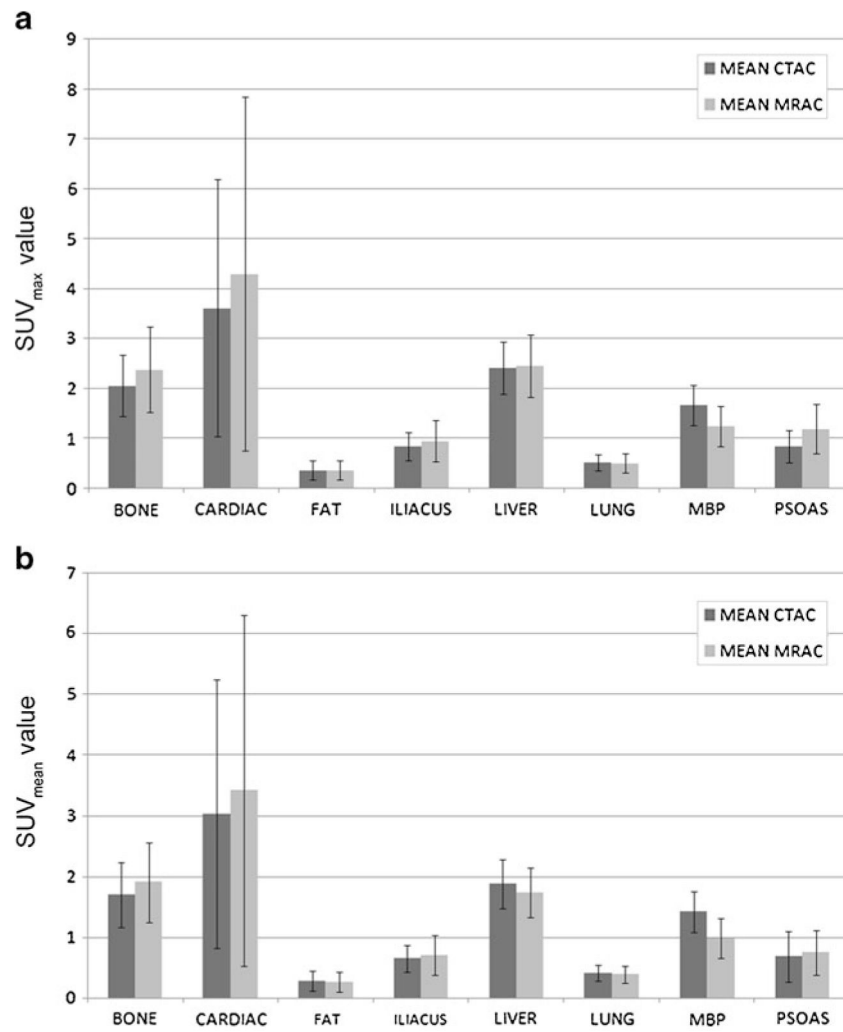 a
9
8
7
6
5
4
3
2
1
0
SUVmax value
MEAN CTAC
MEAN MRAC
BONE CARDIAC FAT ILIACUS LIVER LUNG MBP PSOAS
b
7
6
5
4
3
2
1
0
SUVmean value
MEAN CTAC
MEAN MRAC
BONE CARDIAC FAT ILIACUS LIVER LUNG MBP PSOAS